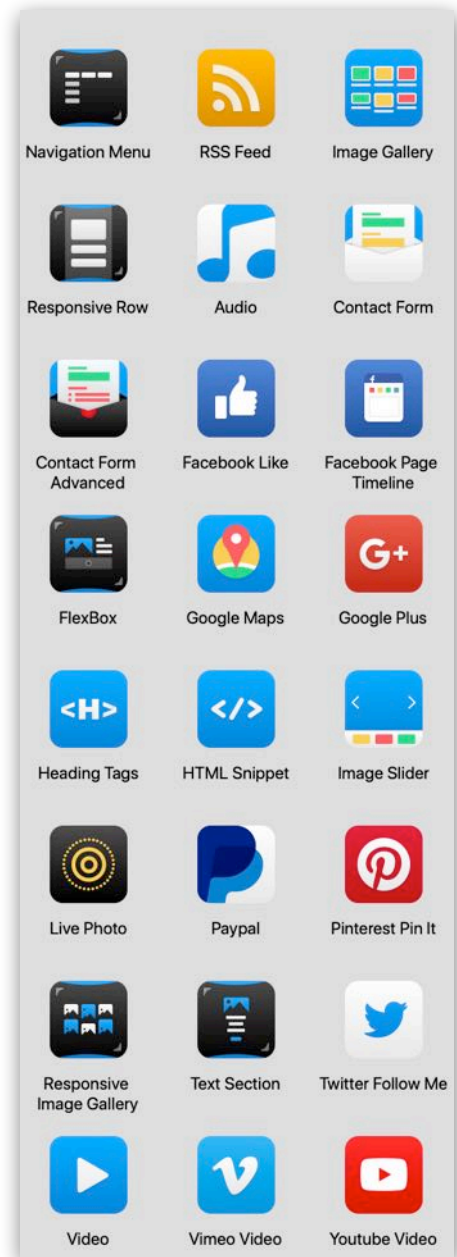 Navigation Menu
RSS Feed
Image Gallery
Responsive Row
Audio
Contact Form
Contact Form
Advanced
Facebook Like
Facebook Page
Timeline
FlexBox
Google Maps
G+
Google Plus
<H>
Heading Tags
</>
HTML Snippet
Image Slider
Live Photo
Paypal
Pinterest Pin It
Responsive
Image Gallery
Text Section
Twitter Follow Me
Video
Vimeo Video
Youtube Video